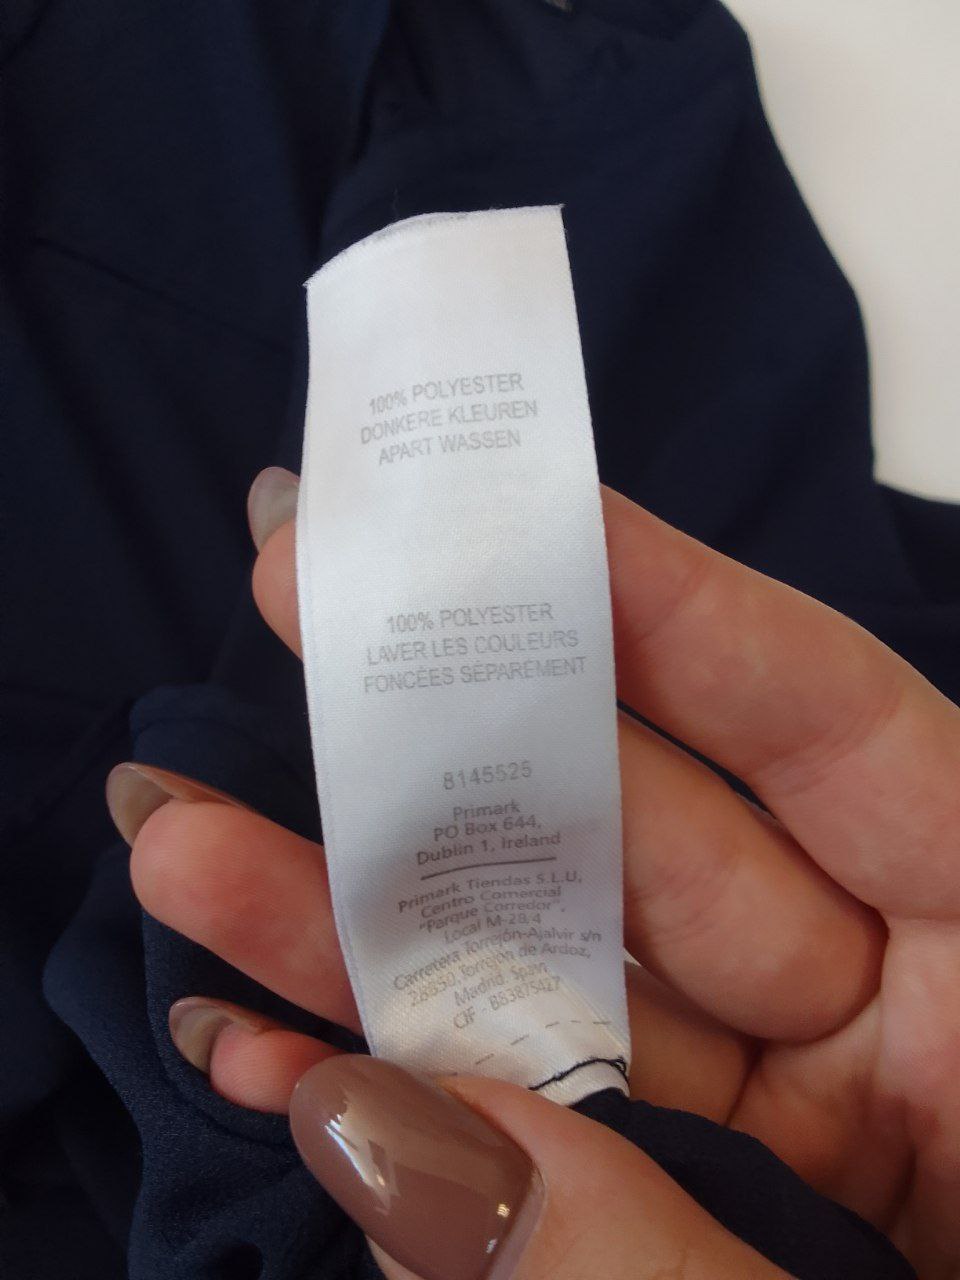 100% POLYESTER
DONKERE KLEUREN
APART WASSEN
100% POLYESTER
LAVER LES COULEURS
FONCÉES SÉPARÉMENT
8145525
Primark
PO Box 644,
Dublin 1, Ireland
Primark Tiendas S.L.U,
Centro Comercial
"Parque Corredor",
Local M-28/4
Carretera Torrejón-Ajalvir s/n
28850,Torrejón de Ardoz,
Madrid, Spain,
CIF - B83875427